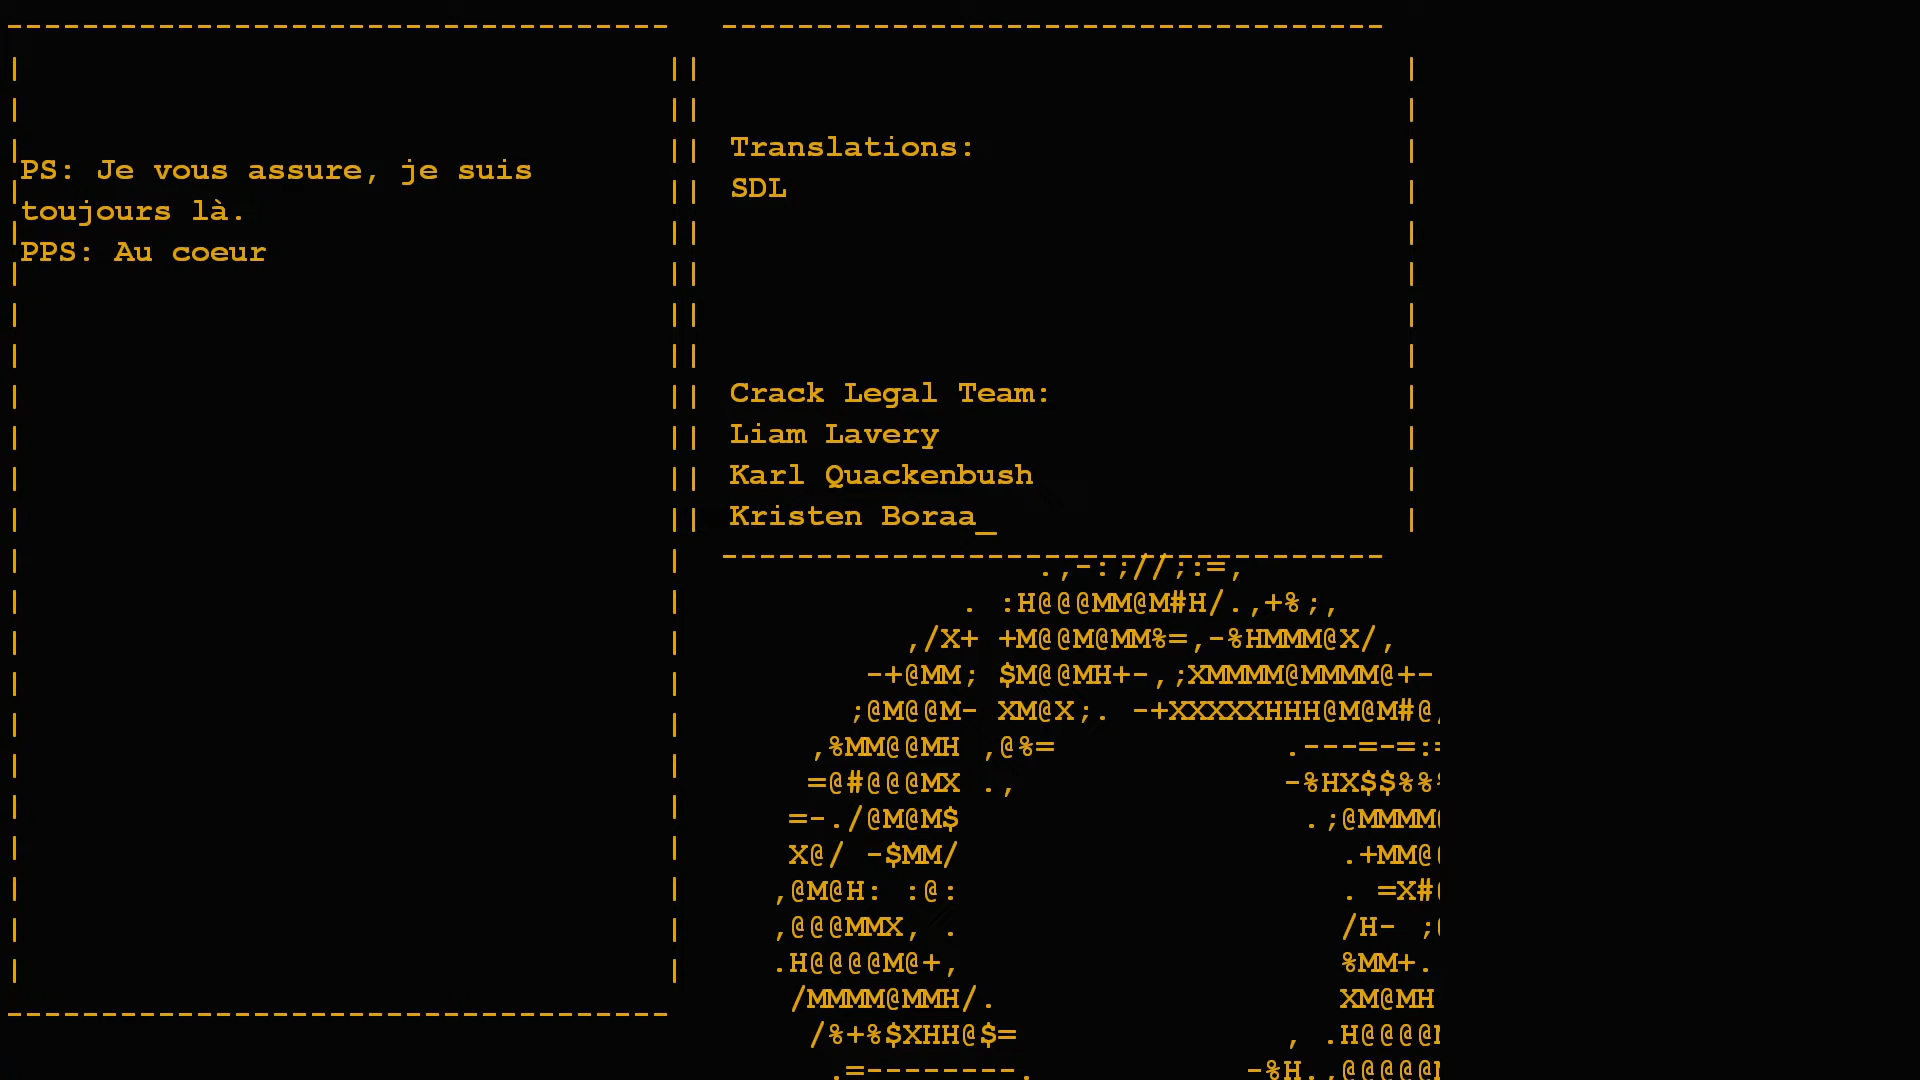 PS: Je vous assure, je suis
toujours là.
PPS: Au coeur
Translations:
SDL
Crack Legal Team:
Liam Lavery
Karl Quackenbush
Kristen Boraa_